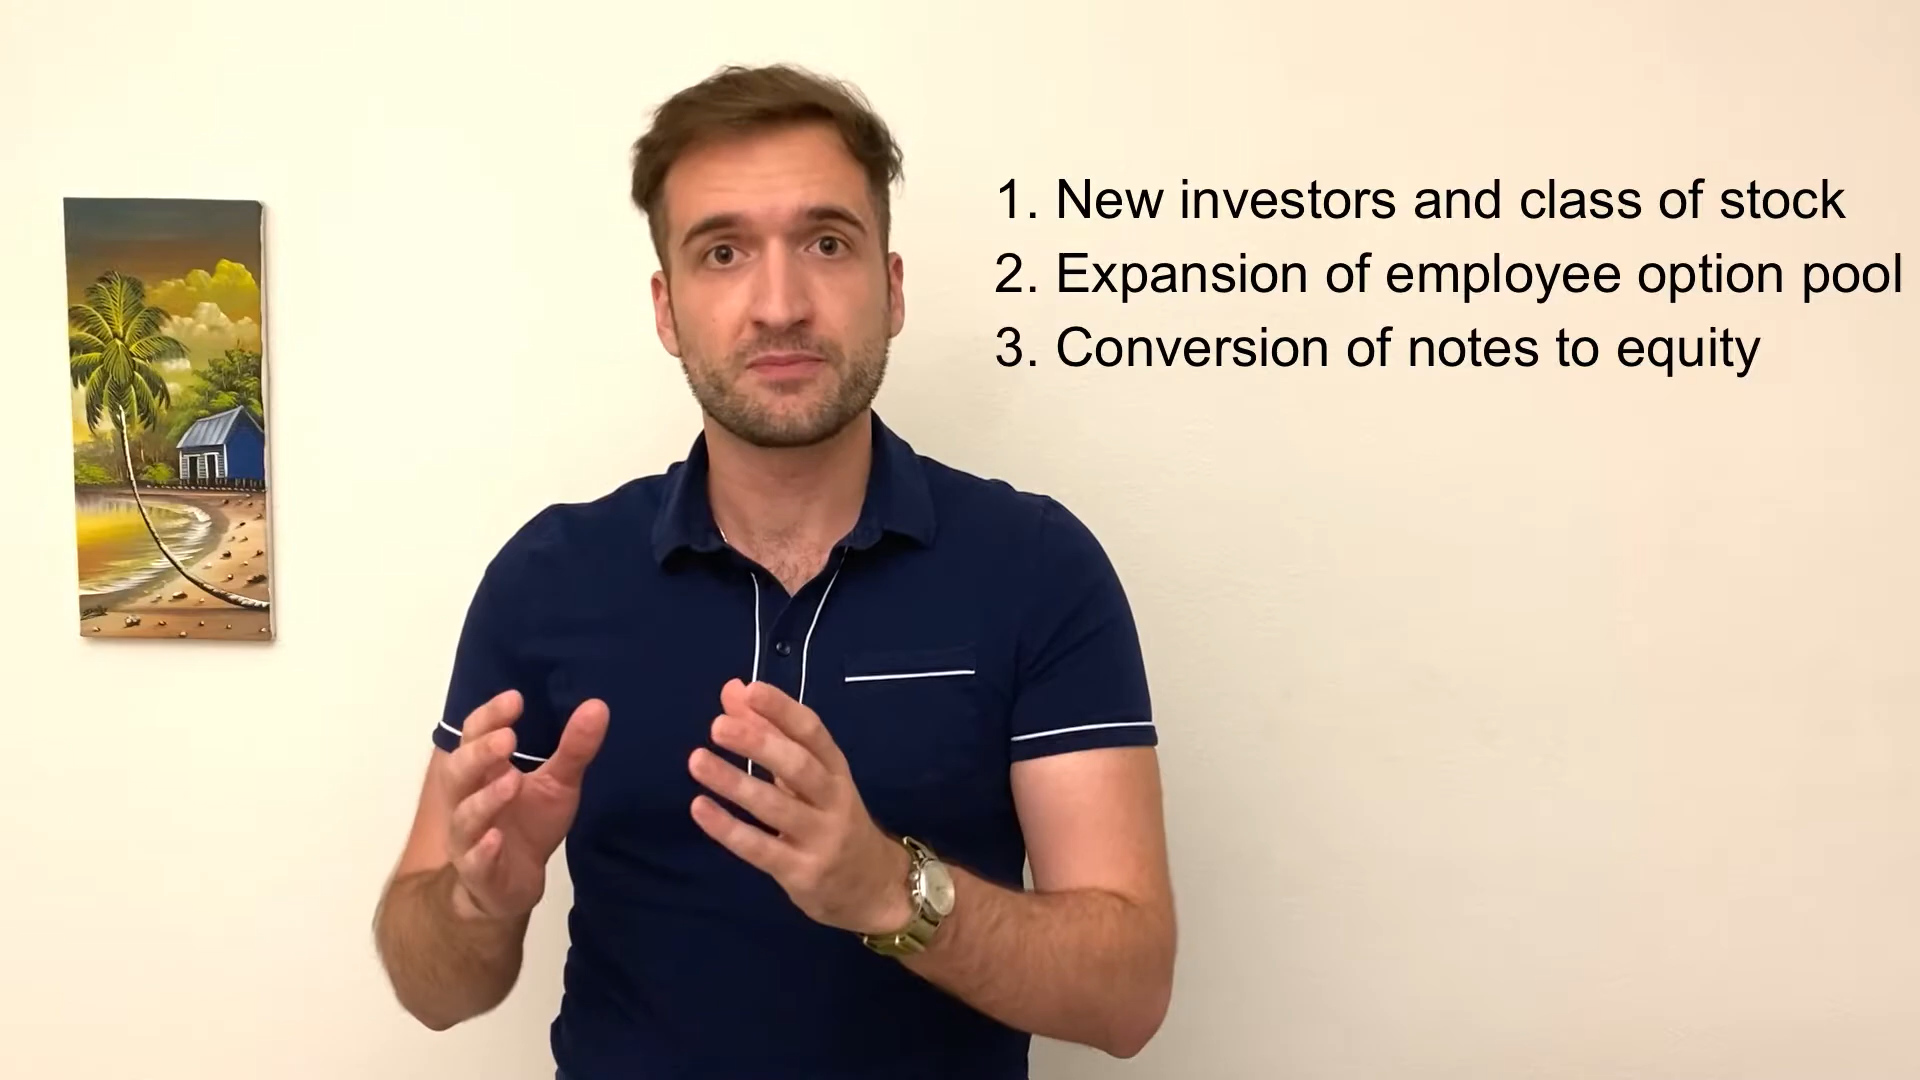 1. New investors and class of stock
2. Expansion of employee option pool
3. Conversion of notes to equity